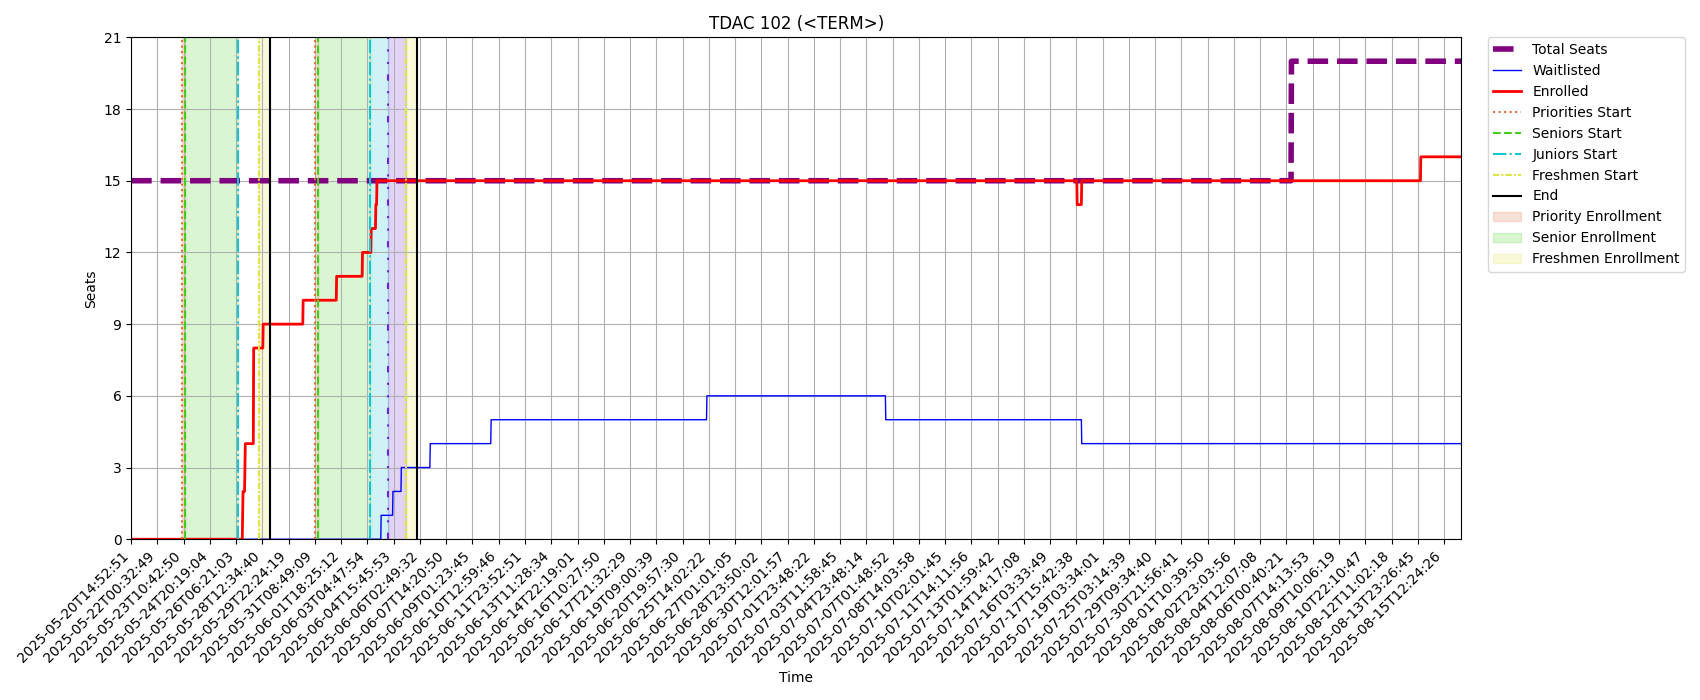 TDAC 102 (<TERM>)
21
18
15
12
9
6
3
0
Seats
2025-05-20T14:52:51
2025-05-22T00:32:49
2025-05-23T10:42:50
2025-05-24T20:19:04
2025-05-26T06:21:03
2025-05-28T12:34:40
2025-05-29T22:24:19
2025-05-31T08:49:09
2025-06-01T18:25:12
2025-06-03T04:47:54
2025-06-04T15:45:53
2025-06-06T02:49:32
2025-06-07T14:20:50
2025-06-09T01:23:45
2025-06-10T12:59:46
2025-06-11T23:52:51
2025-06-13T11:28:34
2025-06-14T22:19:01
2025-06-16T10:27:50
2025-06-17T21:32:29
2025-06-19T09:00:39
2025-06-20T19:57:30
2025-06-25T14:02:22
2025-06-27T01:01:05
2025-06-28T23:50:02
2025-06-30T12:01:57
2025-07-01T23:48:22
2025-07-03T11:58:45
2025-07-04T23:48:14
2025-07-07T01:48:52
2025-07-08T14:03:58
2025-07-10T02:01:45
2025-07-11T14:11:56
2025-07-13T01:59:42
2025-07-14T14:17:08
2025-07-16T03:33:49
2025-07-17T15:42:38
2025-07-19T03:34:01
2025-07-25T03:14:39
2025-07-29T09:34:40
2025-07-30T21:56:41
2025-08-01T10:39:50
2025-08-02T23:03:56
2025-08-04T12:07:08
2025-08-06T00:40:21
2025-08-07T14:13:53
2025-08-09T10:06:19
2025-08-10T22:10:47
2025-08-12T11:02:18
2025-08-13T23:26:45
2025-08-15T12:24:26
Time
Total Seats
Waitlisted
Enrolled
Priorities Start
Seniors Start
Juniors Start
Freshmen Start
End
Priority Enrollment
Senior Enrollment
Freshmen Enrollment